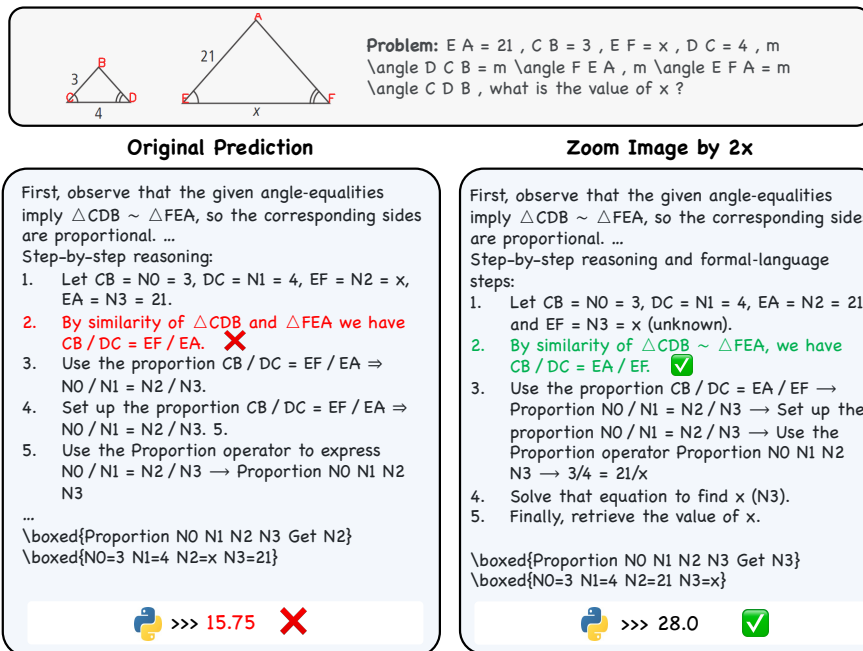 A
21
B
3
C
D
4
E
F
x
Problem: E A = 21 , C B = 3 , E F = x , D C = 4 , m
\angle D C B = m \angle F E A , m \angle E F A = m
\angle C D B , what is the value of x ?
Original Prediction
First, observe that the given angle-equalities
imply △CDB ~ △FEA, so the corresponding sides
are proportional. ...
Step-by-step reasoning:
1. Let CB = N0 = 3, DC = N1 = 4, EF = N2 = x,
EA = N3 = 21.
2. By similarity of △CDB and △FEA we have
CB / DC = EF / EA. ❌
3. Use the proportion CB / DC = EF / EA ⇒
N0 / N1 = N2 / N3.
4. Set up the proportion CB / DC = EF / EA ⇒
N0 / N1 = N2 / N3. 5.
5. Use the Proportion operator to express
N0 / N1 = N2 / N3 → Proportion N0 N1 N2
N3
...
\boxed{Proportion N0 N1 N2 N3 Get N2}
\boxed{N0=3 N1=4 N2=x N3=21}
>>> 15.75 ❌
Zoom Image by 2x
First, observe that the given angle-equalities
imply △CDB ~ △FEA, so the corresponding side
are proportional. ...
Step-by-step reasoning and formal-language
steps:
1. Let CB = N0 = 3, DC = N1 = 4, EA = N2 = 21
and EF = N3 = x (unknown).
2. By similarity of △CDB ~ △FEA, we have
CB / DC = EA / EF. ✅
3. Use the proportion CB / DC = EA / EF →
Proportion N0 / N1 = N2 / N3 → Set up the
proportion N0 / N1 = N2 / N3 → Use the
Proportion operator Proportion N0 N1 N2
N3 → 3/4 = 21/x
4. Solve that equation to find x (N3).
5. Finally, retrieve the value of x.
\boxed{Proportion N0 N1 N2 N3 Get N3}
\boxed{N0=3 N1=4 N2=21 N3=x}
>>> 28.0 ✅